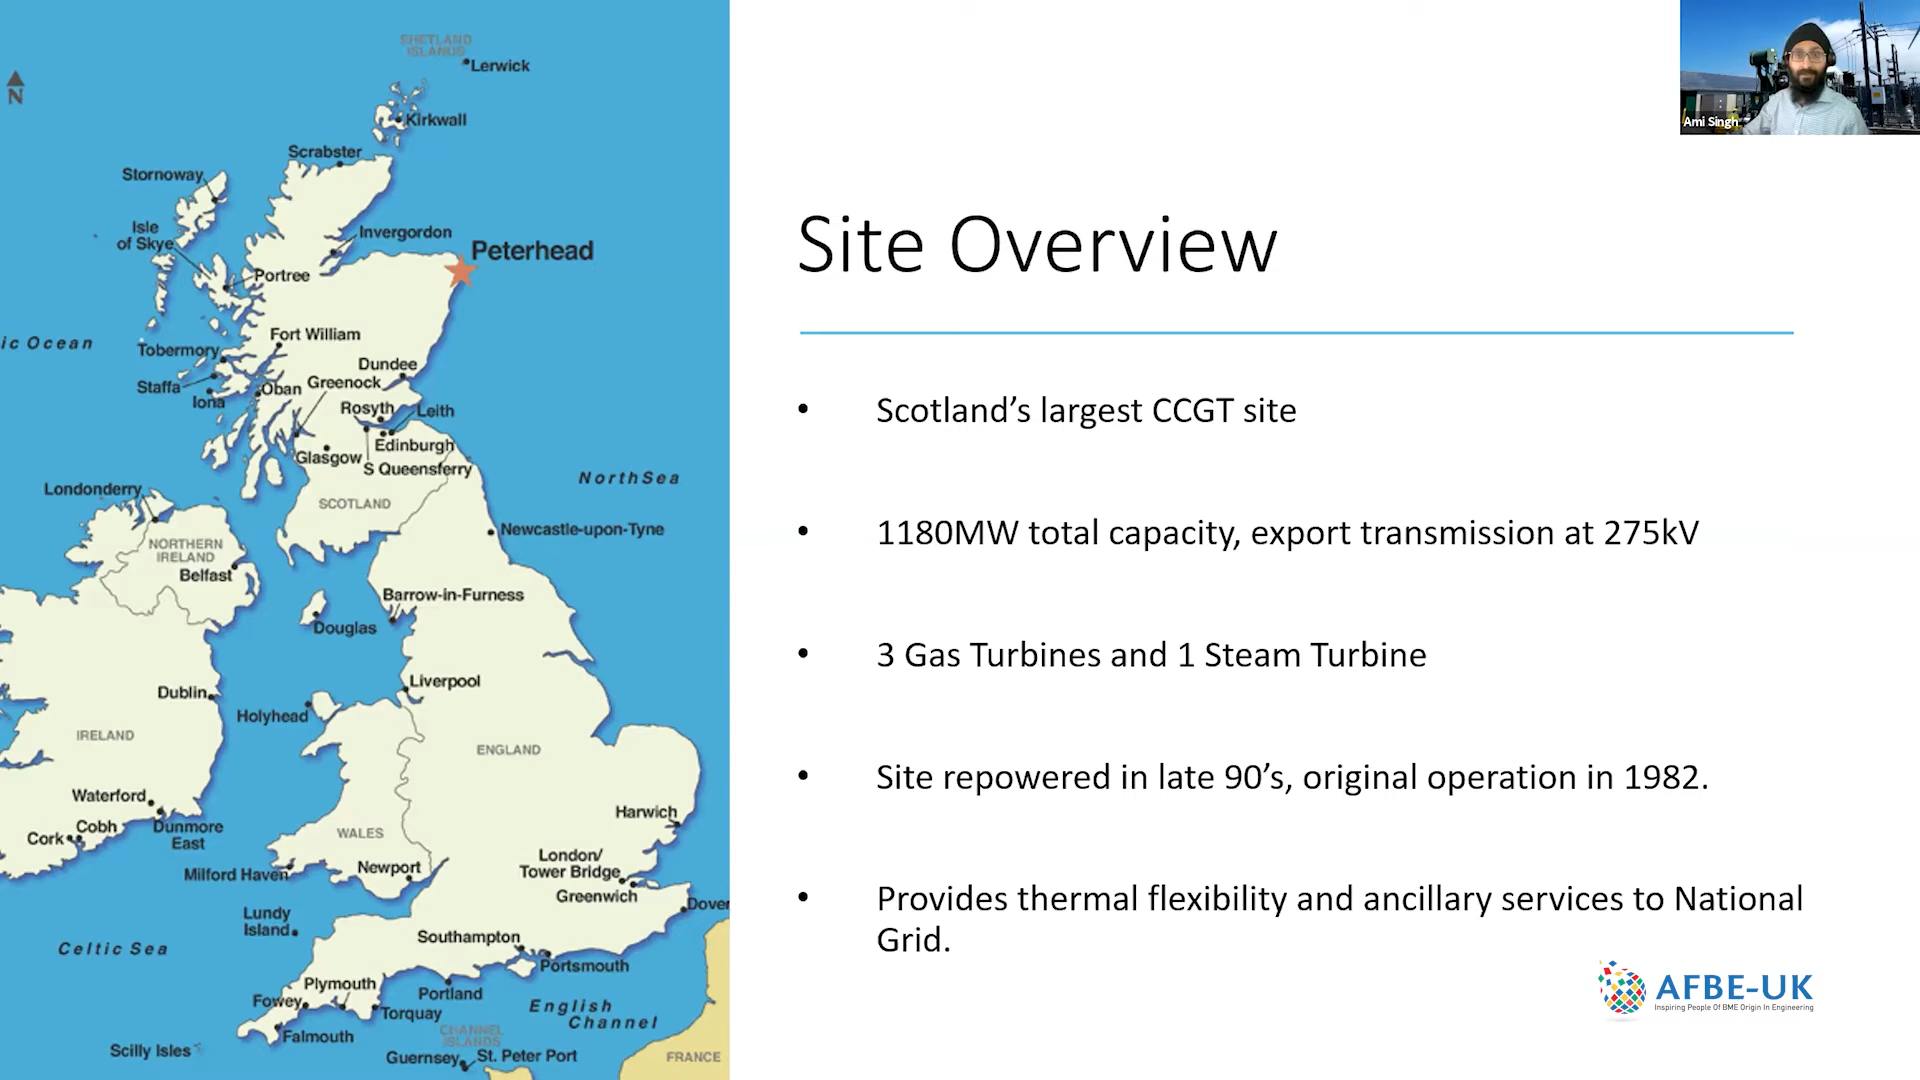 SHETLAND
ISLANDS
Lerwick
N
Kirkwall
Scrabster
Stornoway
Isle
of Skye
Invergordon
Peterhead
Portree
ic Ocean
Fort William
Tobermory
Dundee
Staffa
Greenock
Oban
Iona
Rosyth
Leith
Edinburgh
Glasgow
S Queensferry
North Sea
Londonderry
SCOTLAND
Newcastle-upon-Tyne
NORTHERN
IRELAND
Belfast
Barrow-in-Furness
Douglas
Liverpool
Dublin
Holyhead
IRELAND
ENGLAND
Waterford
Harwich
Cobh
Cork
Dunmore
East
WALES
London/
Tower Bridge
Milford Haven
Newport
Greenwich
Dover
Lundy
Island
Celtic Sea
Southampton
Portsmouth
Plymouth
Portland
Fowey
English
Channel
Torquay
Falmouth
CHANNEL
ISLANDS
Scilly Isles
Guernsey
St. Peter Port
FRANCE
Ami Singh
Site Overview
• Scotland’s largest CCGT site
• 1180MW total capacity, export transmission at 275kV
• 3 Gas Turbines and 1 Steam Turbine
• Site repowered in late 90’s, original operation in 1982.
• Provides thermal flexibility and ancillary services to National
Grid.
AFBE-UK
Inspiring People Of BME Origin In Engineering